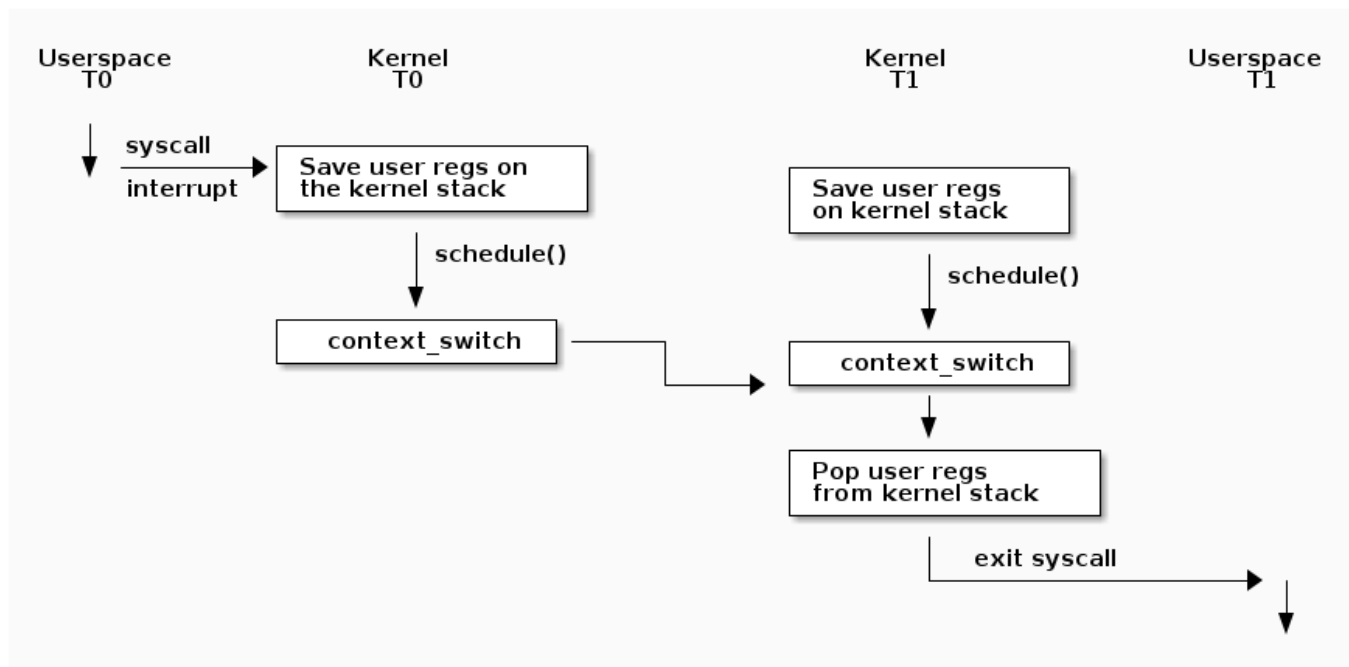 Userspace
T0
Kernel
T0
Kernel
T1
Userspace
T1
syscall
interrupt
Save user regs on
the kernel stack
schedule()
context_switch
Save user regs
on kernel stack
schedule()
context_switch
Pop user regs
from kernel stack
exit syscall